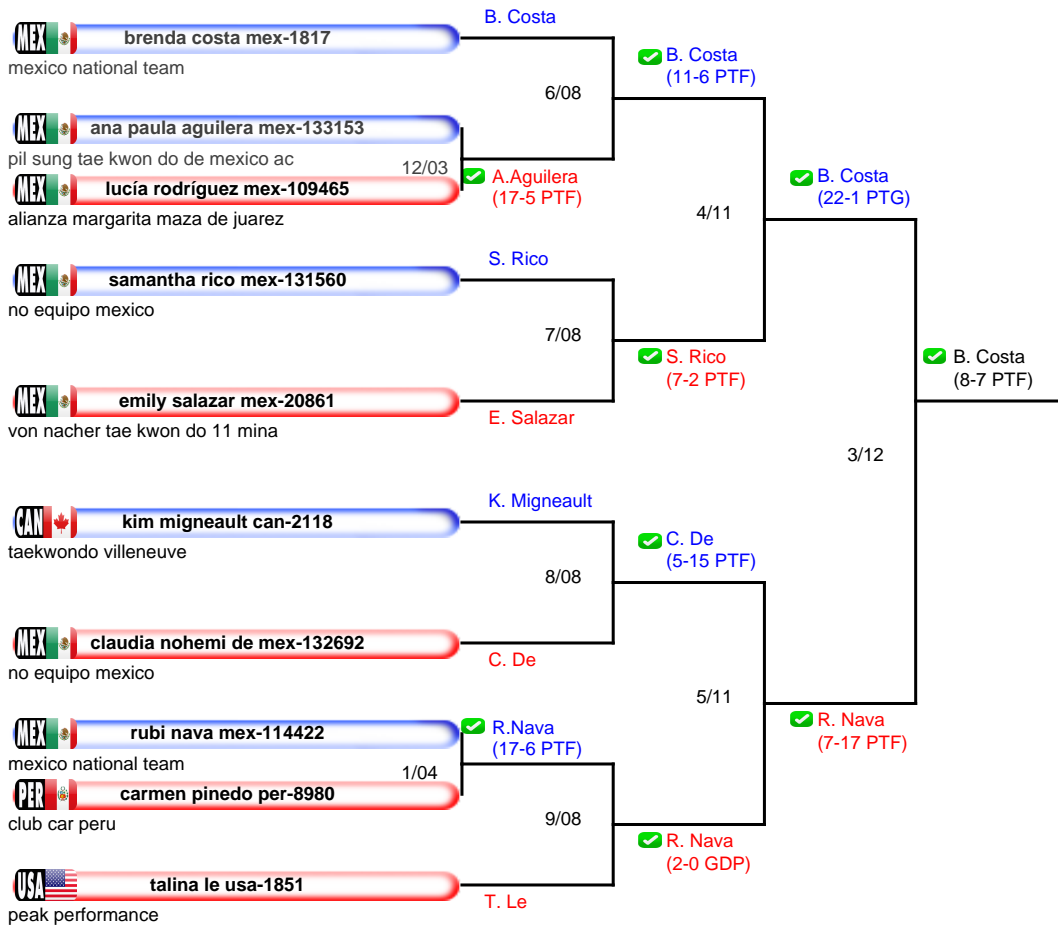 B. Costa
MEX brenda costa mex-1817
mexico national team
B. Costa
(11-6 PTF)
6/08
MEX ana paula aguilera mex-133153
pil sung tae kwon do de mexico ac
12/03
A.Aguilera
(17-5 PTF)
MEX lucía rodríguez mex-109465
alianza margarita maza de juarez
B. Costa
(22-1 PTG)
4/11
S. Rico
MEX samantha rico mex-131560
no equipo mexico
7/08
S. Rico
(7-2 PTF)
B. Costa
(8-7 PTF)
MEX emily salazar mex-20861
von nacher tae kwon do 11 mina
E. Salazar
3/12
K. Migneault
CAN kim migneault can-2118
taekwondo villeneuve
C. De
(5-15 PTF)
8/08
MEX claudia nohemi de mex-132692
no equipo mexico
C. De
5/11
R. Nava
(7-17 PTF)
MEX rubi nava mex-114422
mexico national team
R.Nava
(17-6 PTF)
1/04
PER carmen pinedo per-8980
club car peru
9/08
R. Nava
(2-0 GDP)
USA talina le usa-1851
peak performance
T. Le